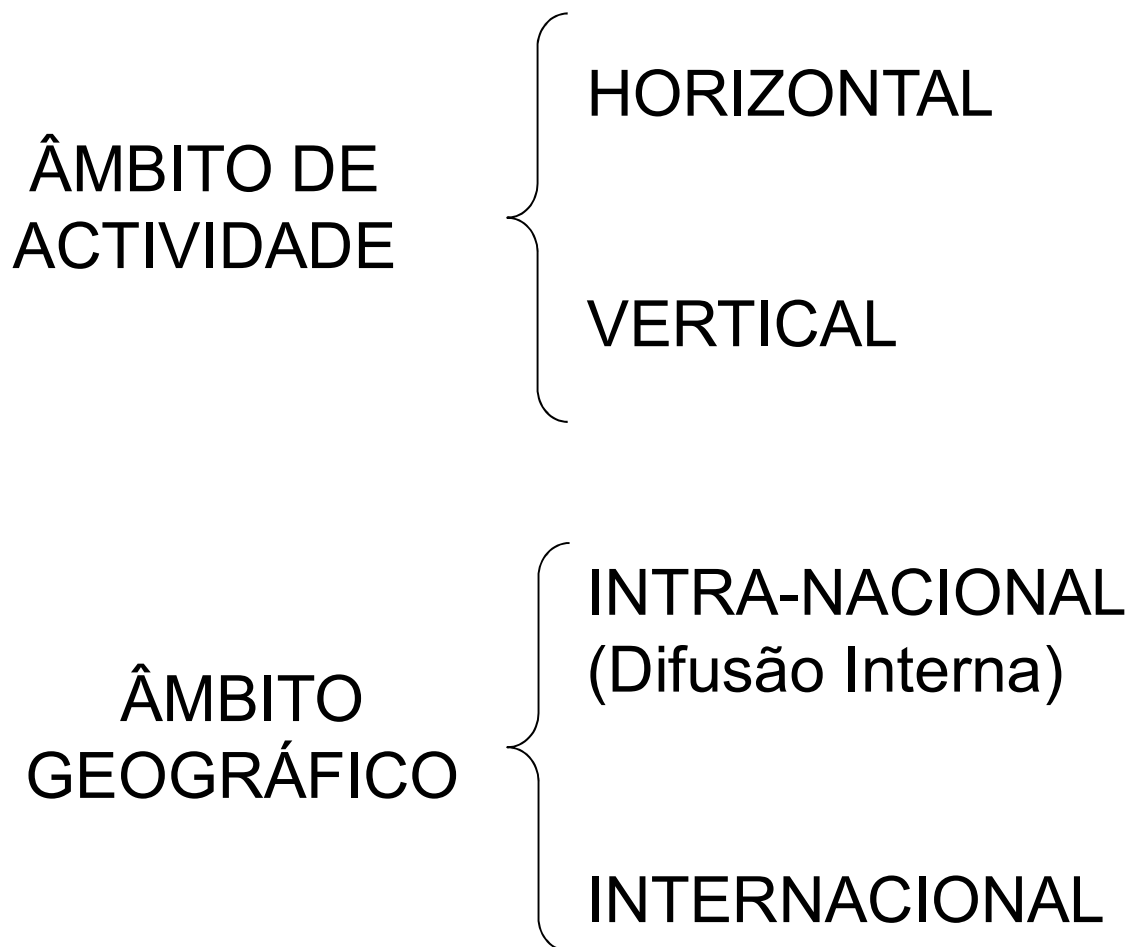 ÂMBITO DE
ACTIVIDADE
HORIZONTAL
VERTICAL
ÂMBITO
GEOGRÁFICO
INTRA-NACIONAL
(Difusão Interna)
INTERNACIONAL